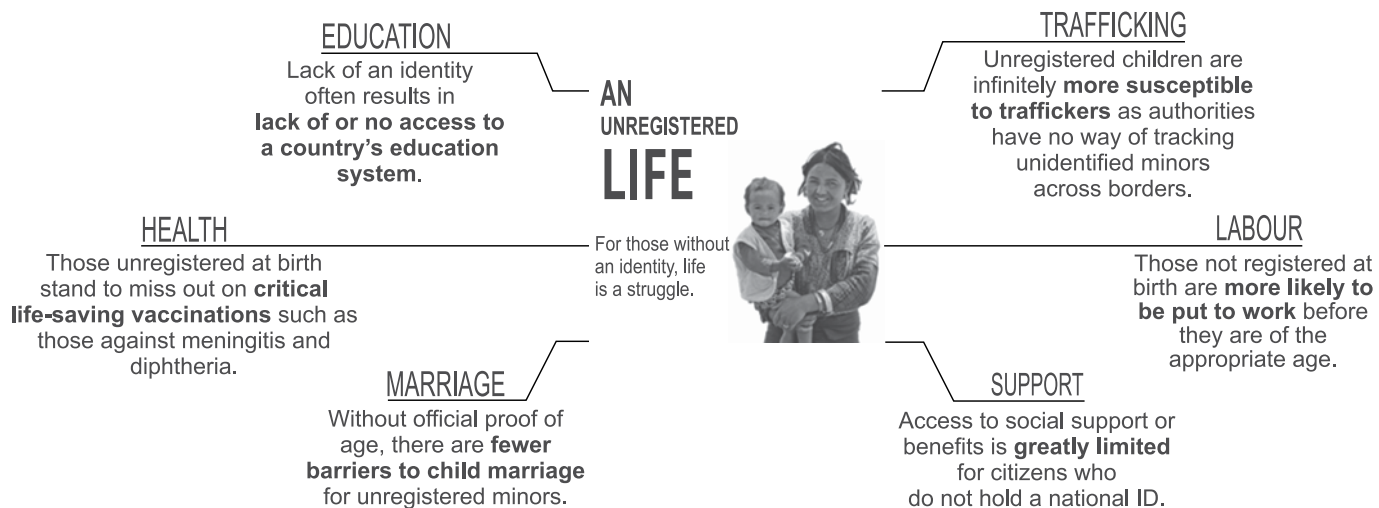 AN
UNREGISTERED
LIFE
For those without
an identity, life
is a struggle.
EDUCATION
Lack of an identity
often results in
lack of or no access to
a country's education
system.
HEALTH
Those unregistered at birth
stand to miss out on critical
life-saving vaccinations such as
those against meningitis and
diphtheria.
MARRIAGE
Without official proof of
age, there are fewer
barriers to child marriage
for unregistered minors.
TRAFFICKING
Unregistered children are
infinitely more susceptible
to traffickers as authorities
have no way of tracking
unidentified minors
across borders.
LABOUR
Those not registered at
birth are more likely to
be put to work before
they are of the
appropriate age.
SUPPORT
Access to social support or
benefits is greatly limited
for citizens who
do not hold a national ID.